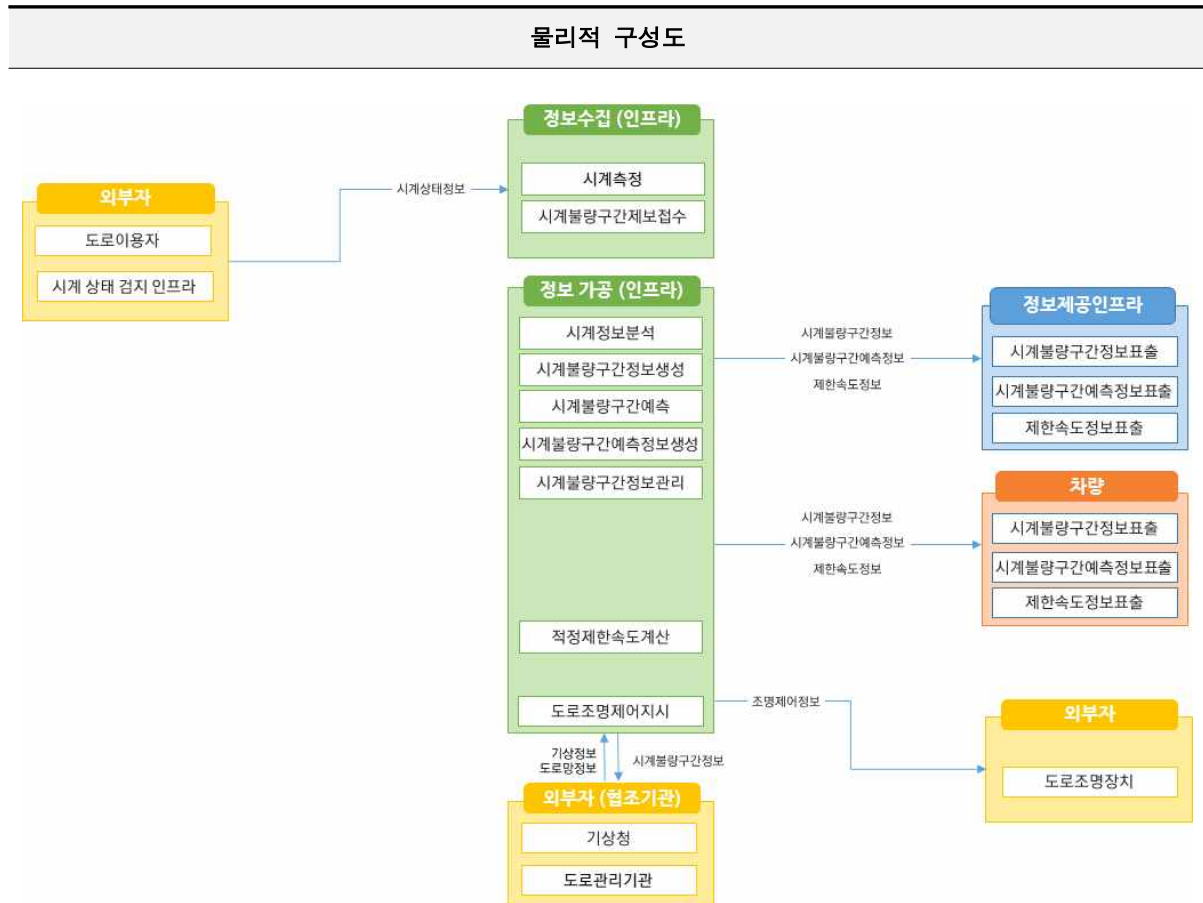 물리적 구성도
정보수집 (인프라)
시계측정
시계불량구간제보접수
외부자
도로이용자
시계 상태 검지 인프라
시계상태정보
정보 가공 (인프라)
시계정보분석
시계불량구간정보생성
시계불량구간예측
시계불량구간예측정보생성
시계불량구간정보관리
적정제한속도계산
도로조명제어지시
시계불량구간정보
시계불량구간예측정보
제한속도정보
정보제공인프라
시계불량구간정보표출
시계불량구간예측정보표출
제한속도정보표출
시계불량구간정보
시계불량구간예측정보
제한속도정보
차량
시계불량구간정보표출
시계불량구간예측정보표출
제한속도정보표출
조명제어정보
외부자
도로조명장치
기상정보
도로망정보
시계불량구간정보
외부자 (협조기관)
기상청
도로관리기관